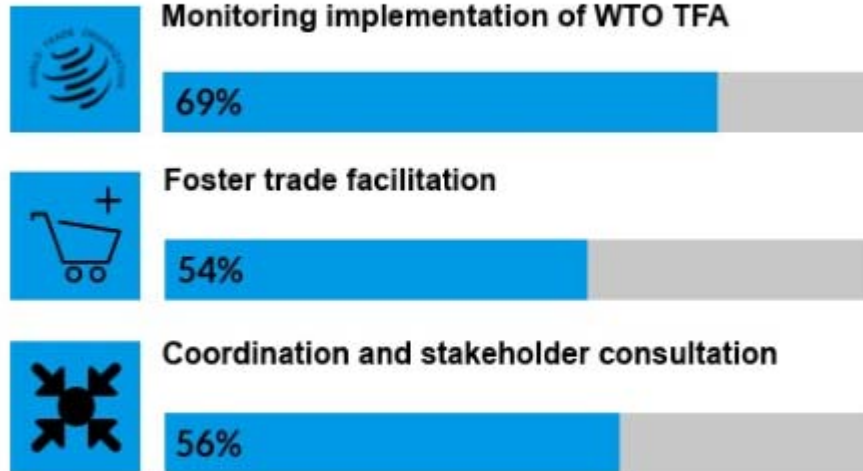 Monitoring implementation of WTO TFA
69%
Foster trade facilitation
54%
Coordination and stakeholder consultation
56%